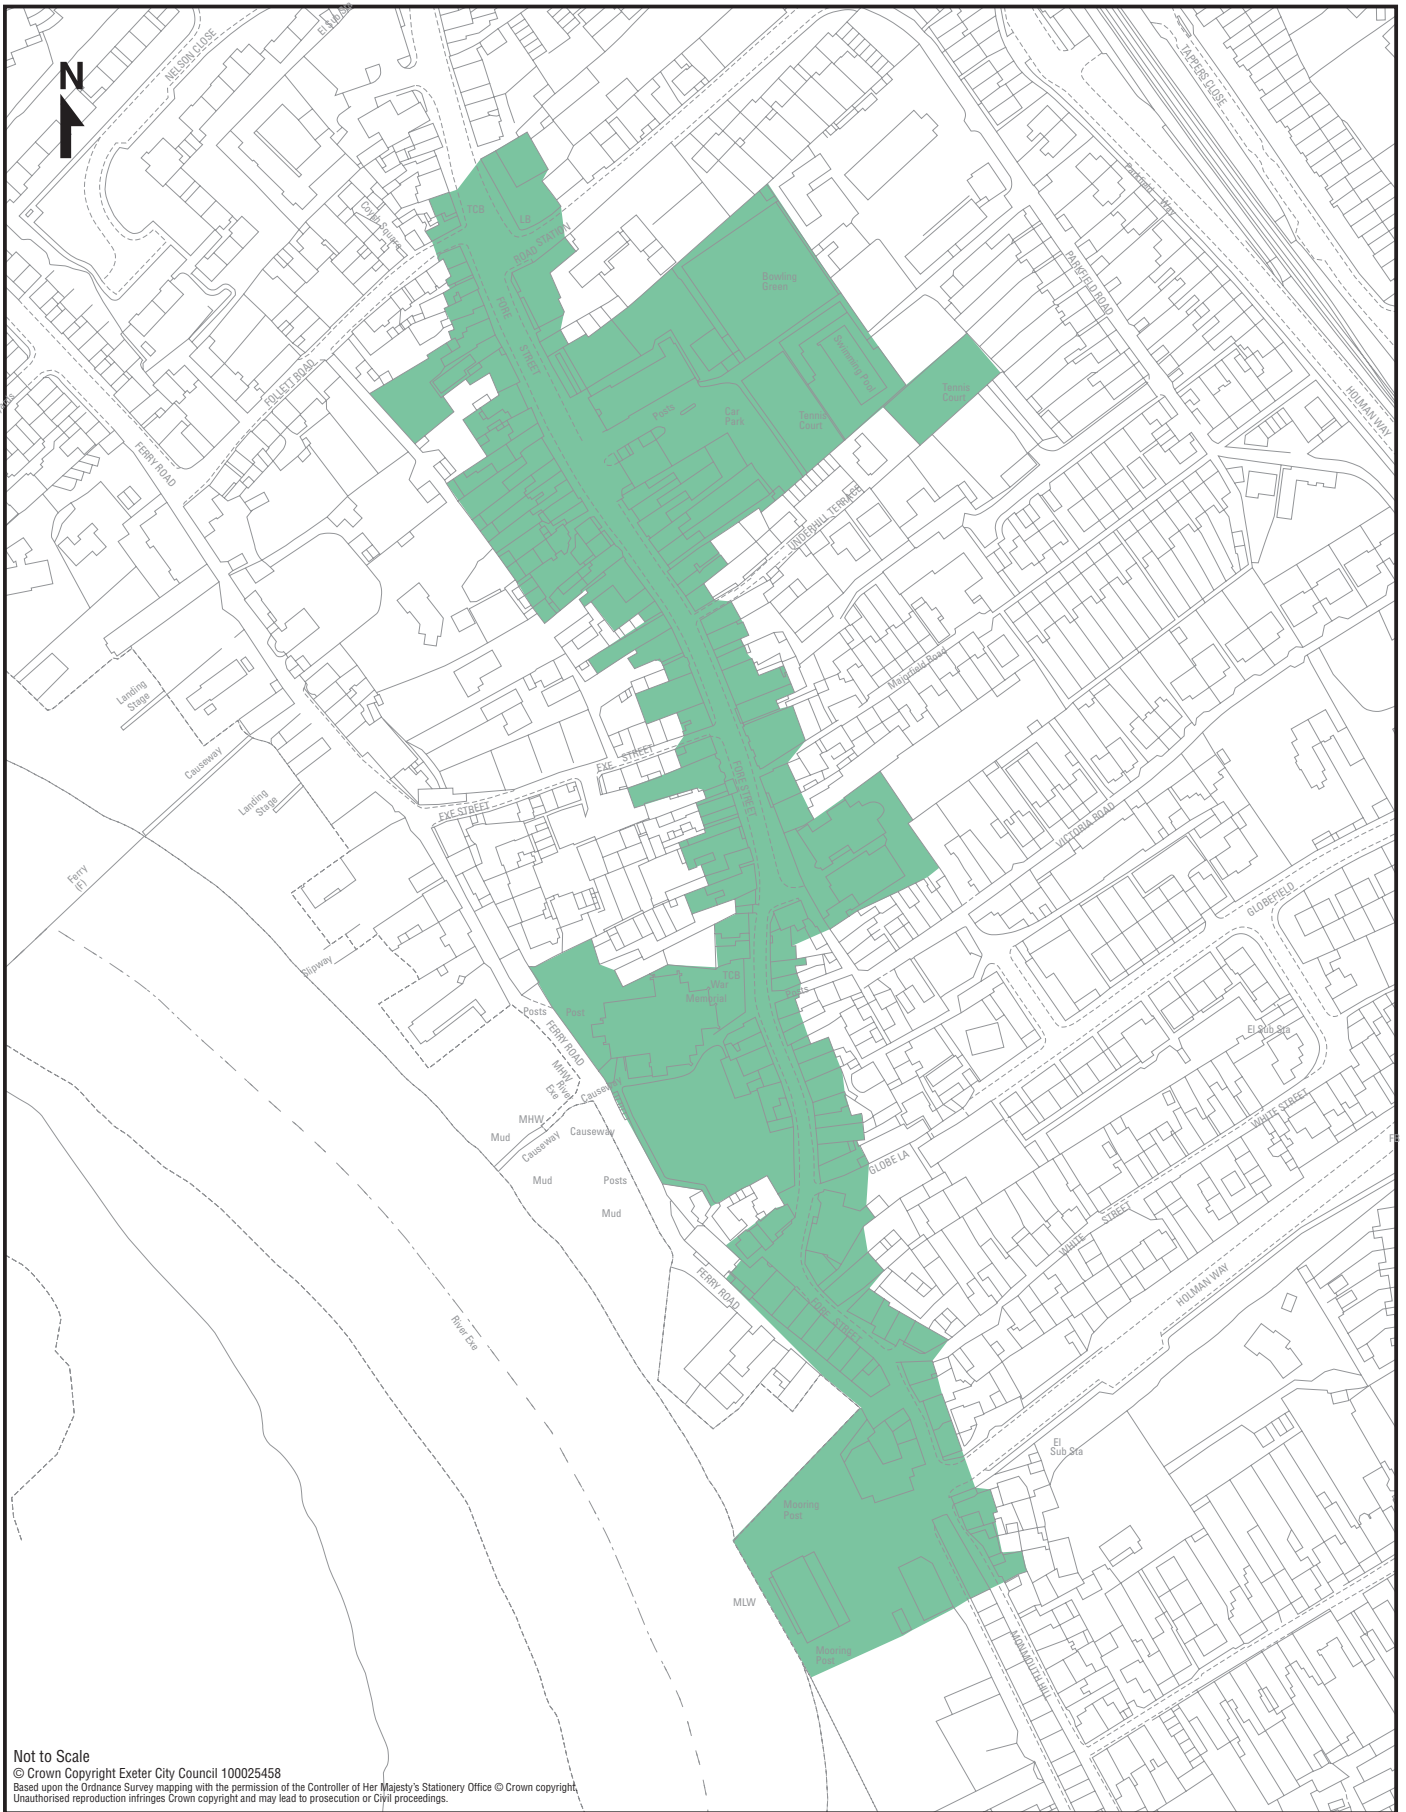 El Sub Sta
NELSON CLOSE
TAPPERS CLOSE
N
Parkfield
Way
Coybb Square
TCB
LB
STATION
ROAD
PARKFIELD ROAD
Bowling
Green
FORE
STREET
Swimming Pool
FOLLETT ROAD
Tennis
Court
HOLMAN WAY
Posts
Car
Park
Tennis
Court
FERRY ROAD
UNDERHILL TERRACE
Majorfield Road
Landing
Stage
EXE STREET
Causeway
Landing
Stage
EXE STREET
FORE STREET
VICTORIA ROAD
Ferry
(F)
GLOBEFIELD
Slipway
TCB
War
Memorial
Posts
Posts
Post
FERRY ROAD
El Sub Sta
MHW
River
Exe
Causeway
WHITE STREET
MHW
Mud
Causeway
Causeway
GLOBE LA
Mud
Posts
Mud
WHITE STREET
FERRY ROAD
HOLMAN WAY
River Exe
FORE STREET
El
Sub Sta
Mooring
Post
MLW
Mooring
Post
MONMOUTH HILL
Not to Scale
© Crown Copyright Exeter City Council 100025458
Based upon the Ordnance Survey mapping with the permission of the Controller of Her Majesty's Stationery Office © Crown copyright.
Unauthorised reproduction infringes Crown copyright and may lead to prosecution or Civil proceedings.